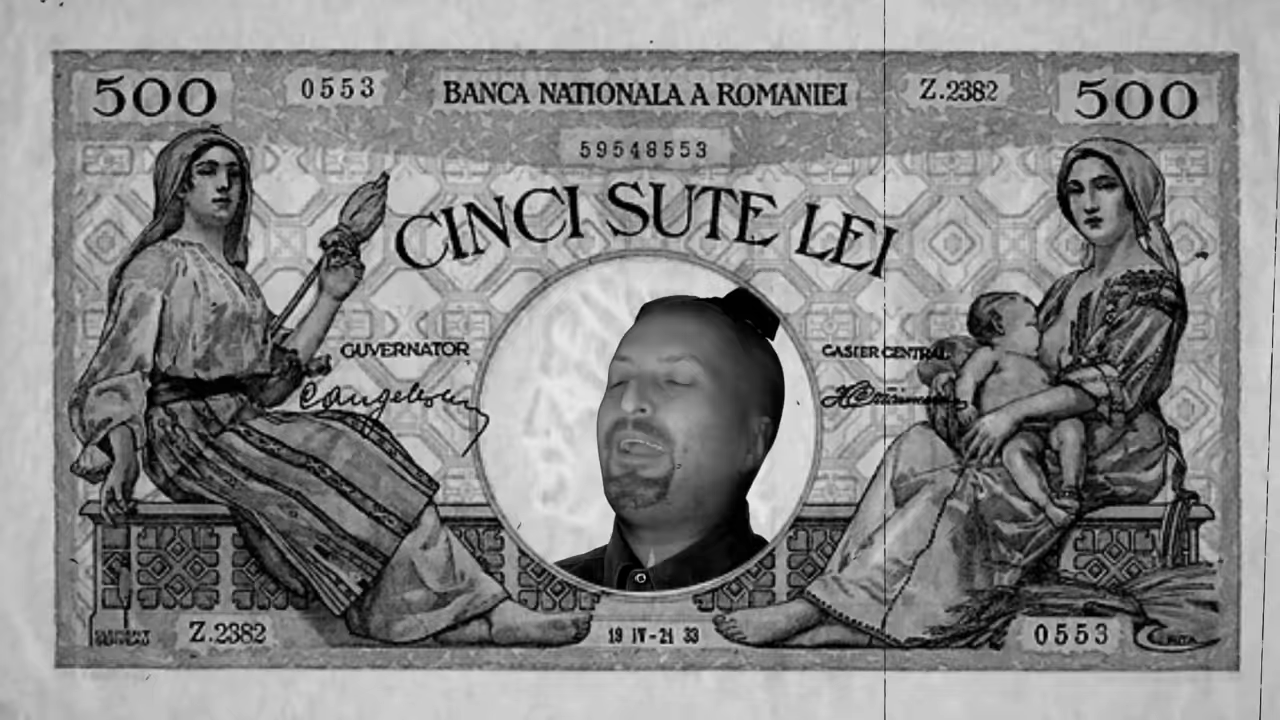 500 0553 BANCA NATIONALA A ROMANIEI Z.2382 500
59548553
CINCI SUTE LEI
GUVERNATOR
CASIER CENTRAL
Z.2382 19 IV-21 33 0553